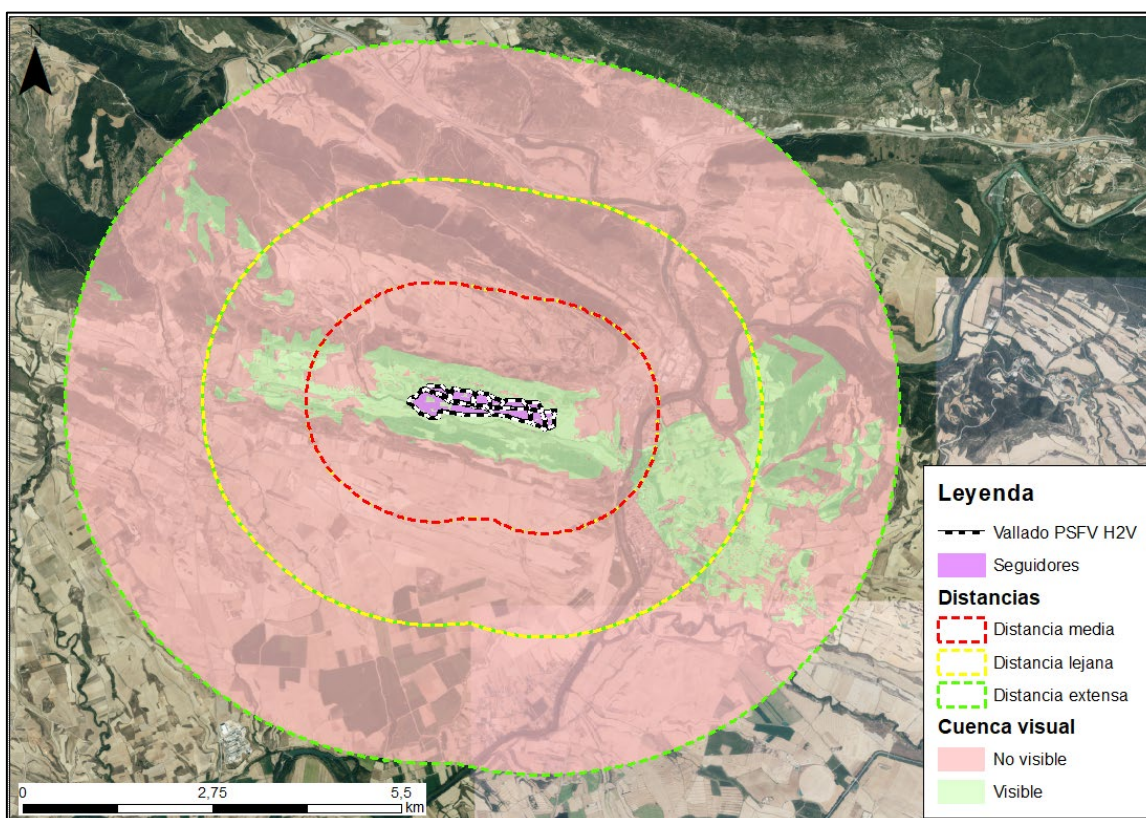 N
Leyenda
Vallado PSFV H2V
Seguidores
Distancias
Distancia media
Distancia lejana
Distancia extensa
Cuenca visual
No visible
Visible
0 2,75 5,5
km